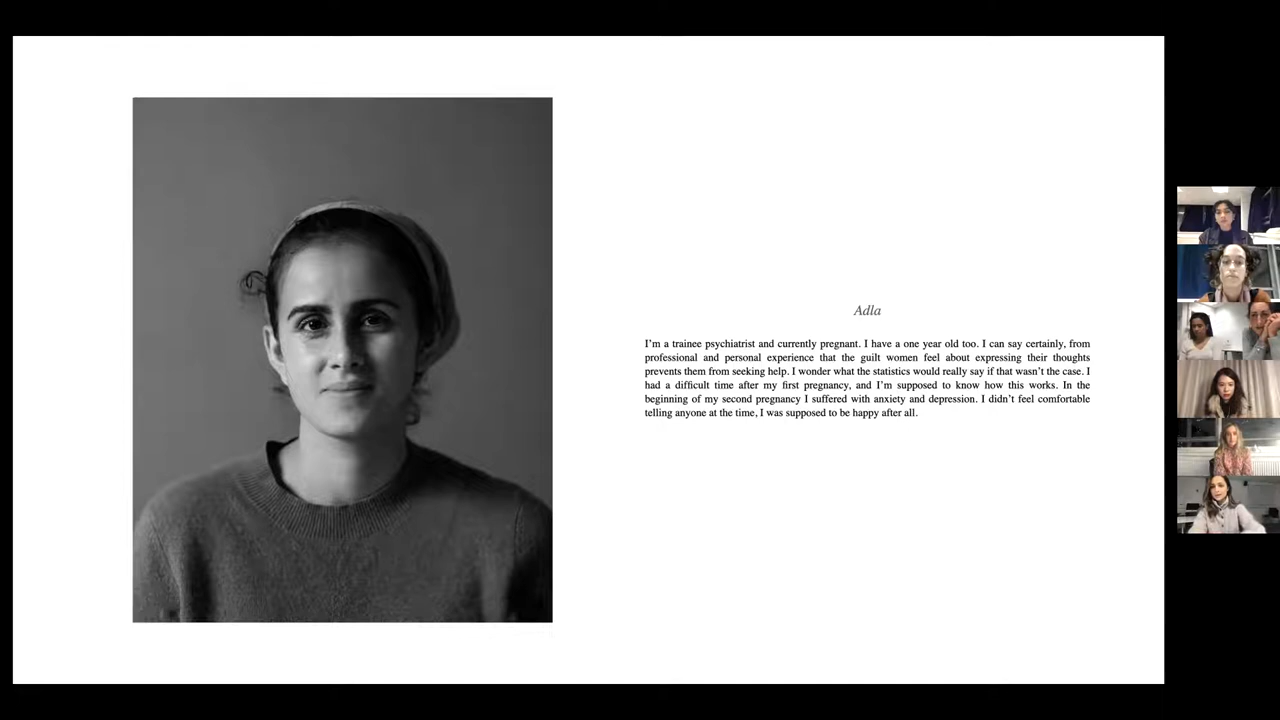 Adla
I'm a trainee psychiatrist and currently pregnant. I have a one year old too. I can say certainly, from
professional and personal experience that the guilt women feel about expressing their thoughts
prevents them from seeking help. I wonder what the statistics would really say if that wasn't the case. I
had a difficult time after my first pregnancy, and I'm supposed to know how this works. In the
beginning of my second pregnancy I suffered with anxiety and depression. I didn't feel comfortable
telling anyone at the time, I was supposed to be happy after all.